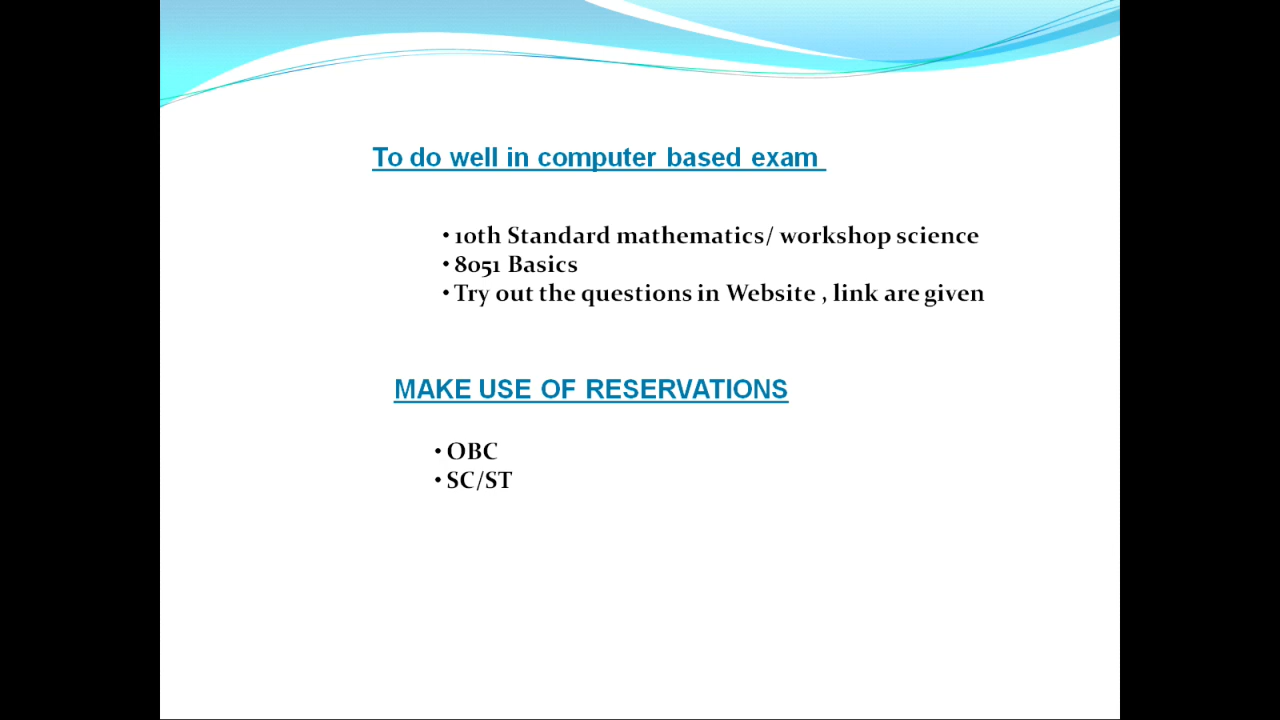 To do well in computer based exam
• 10th Standard mathematics/ workshop science
• 8051 Basics
• Try out the questions in Website , link are given
MAKE USE OF RESERVATIONS
• OBC
• SC/ST